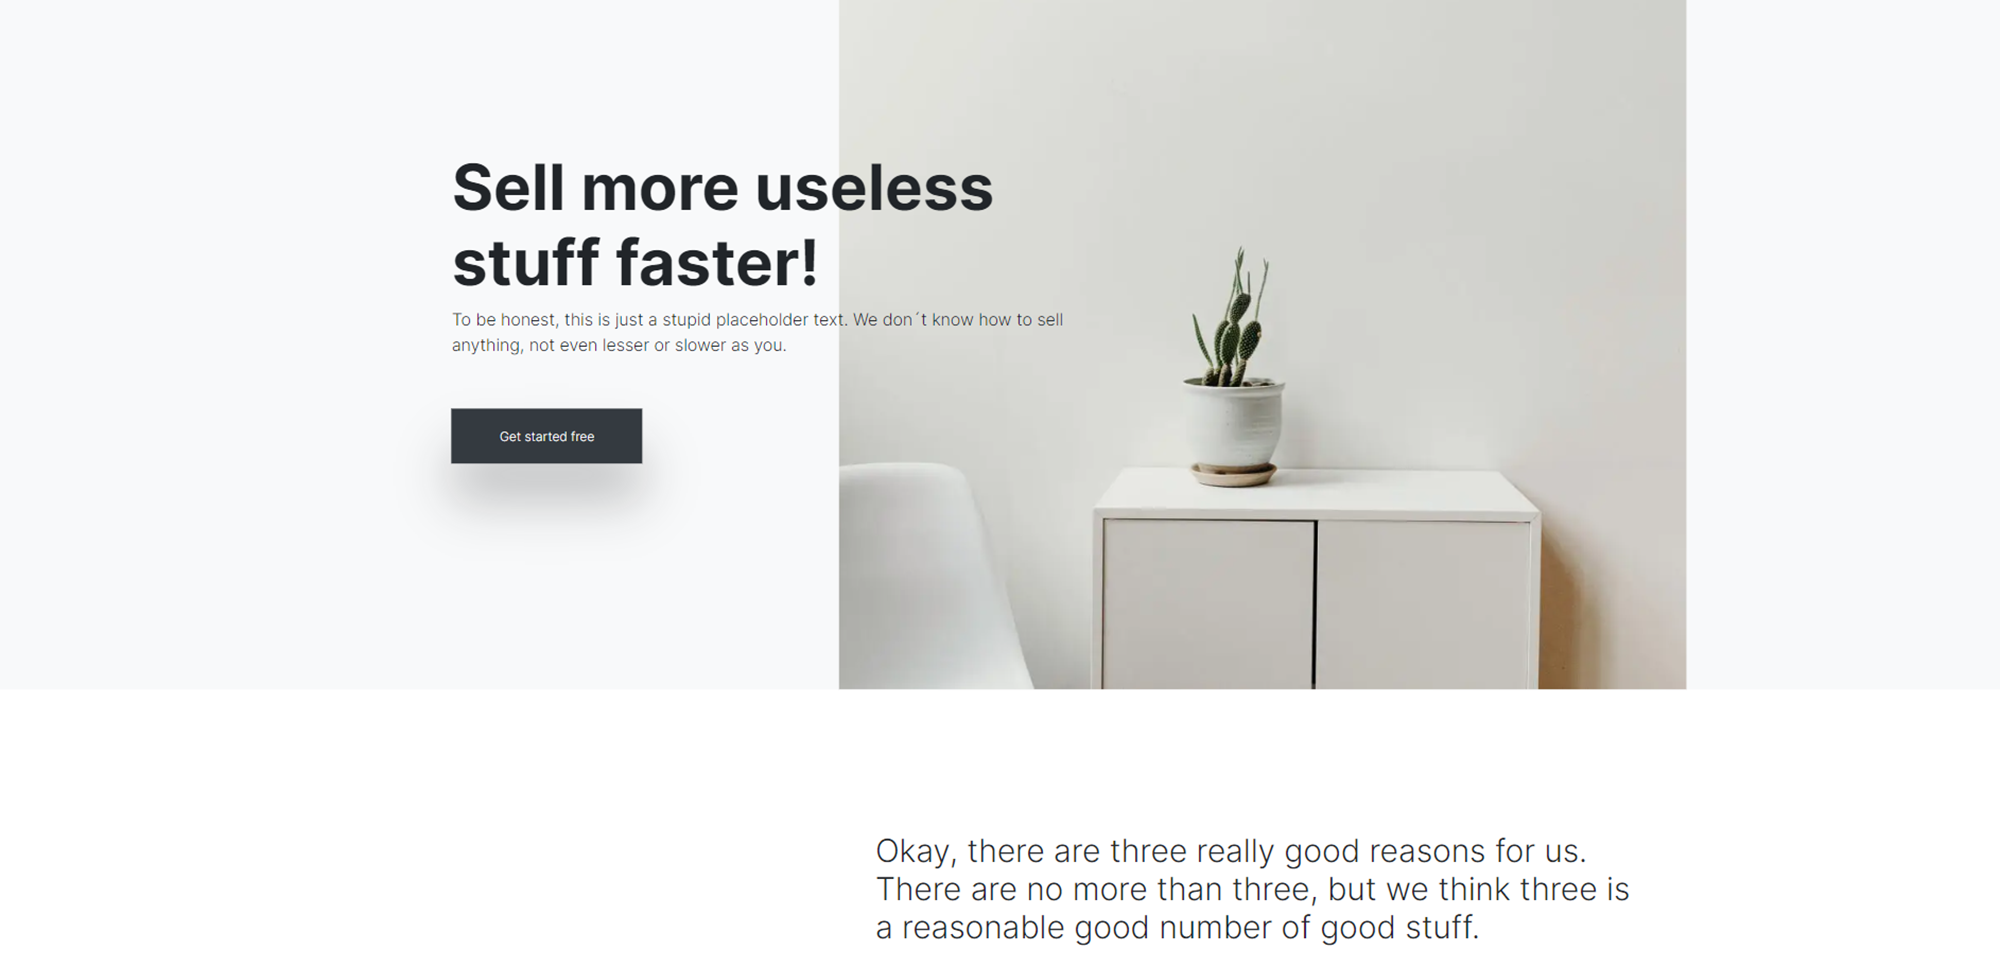 Sell more useless
stuff faster!
To be honest, this is just a stupid placeholder text. We don´t know how to sell
anything, not even lesser or slower as you.
Get started free
Okay, there are three really good reasons for us.
There are no more than three, but we think three is
a reasonable good number of good stuff.